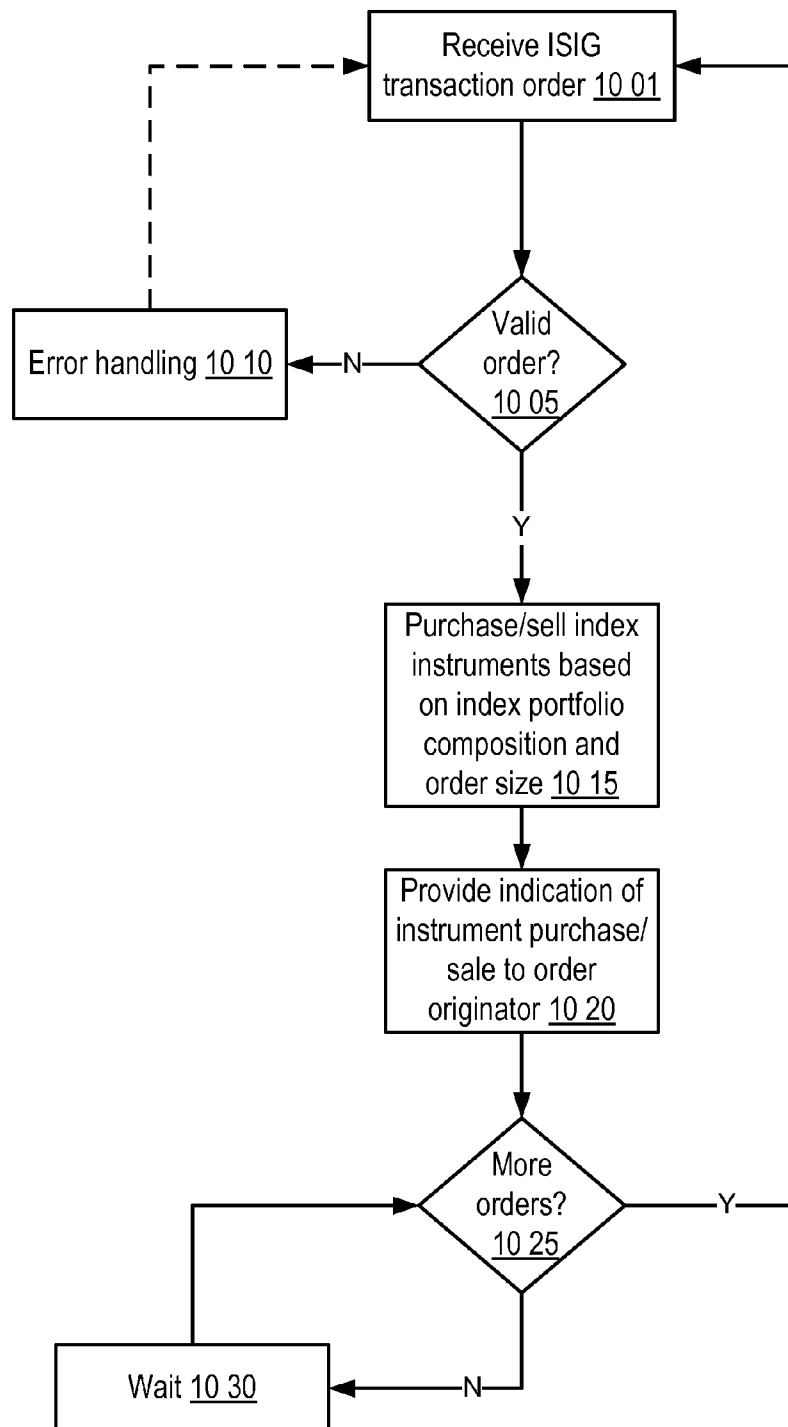 Receive ISIG
transaction order 10 01
Valid
order?
10 05
N
Error handling 10 10
Y
Purchase/sell index
instruments based
on index portfolio
composition and
order size 10 15
Provide indication of
instrument purchase/
sale to order
originator 10 20
More
orders?
10 25
Y
N
Wait 10 30